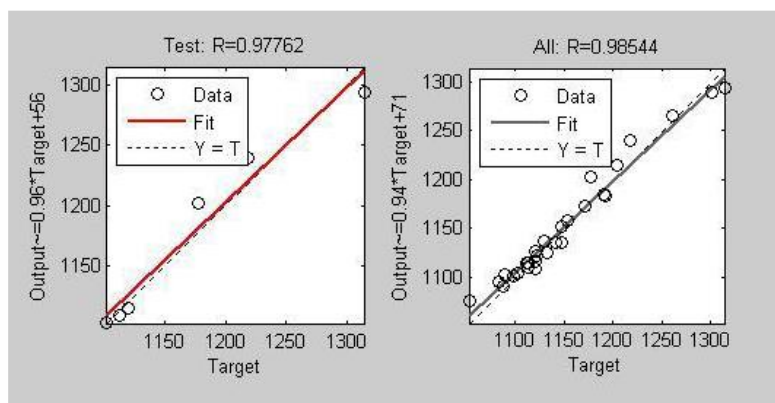 Test: R=0.97762
Output~=0.96*Target+56
1300
1250
1200
1150
Data
Fit
Y = T
1150
1200
1250
1300
Target
All: R=0.98544
Output~=0.94*Target+71
1300
1250
1200
1150
1100
Data
Fit
Y = T
1100
1150
1200
1250
1300
Target